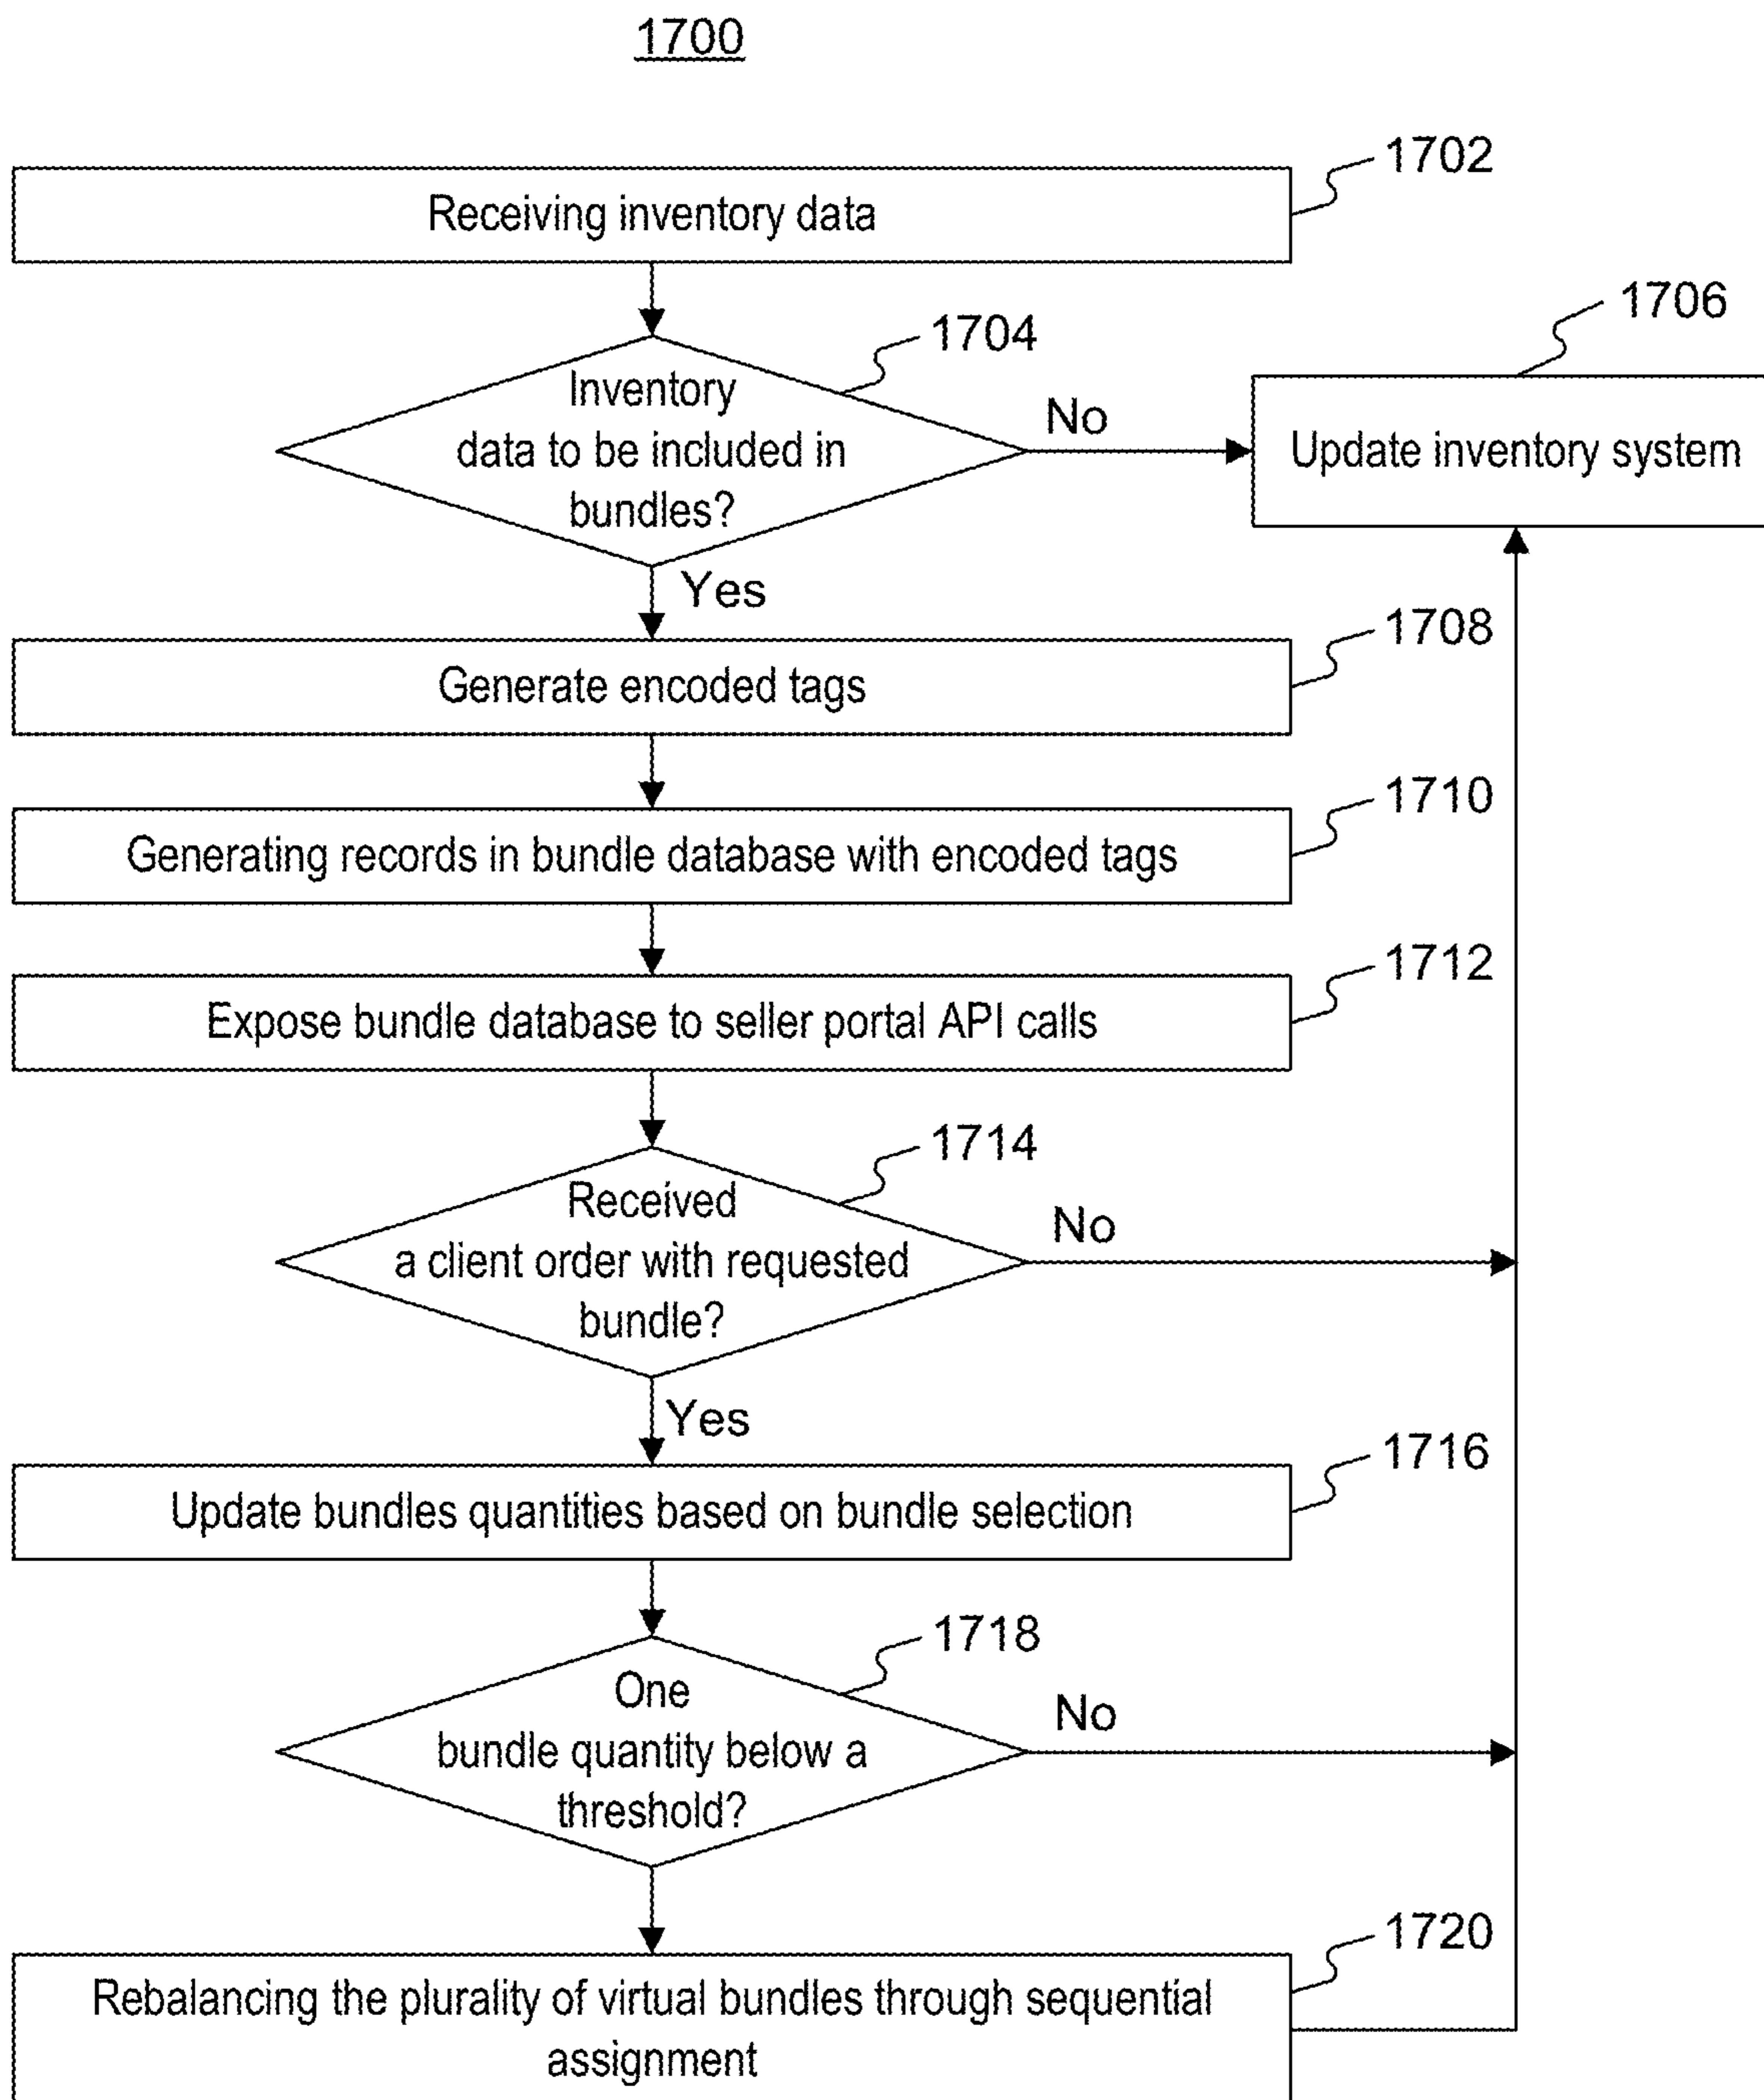 1700
1702
Receiving inventory data
1704
1706
Inventory
data to be included in
bundles?
No
Update inventory system
Yes
1708
Generate encoded tags
1710
Generating records in bundle database with encoded tags
1712
Expose bundle database to seller portal API calls
1714
Received
a client order with requested
bundle?
No
Yes
1716
Update bundles quantities based on bundle selection
1718
One
bundle quantity below a
threshold?
No
1720
Rebalancing the plurality of virtual bundles through sequential
assignment